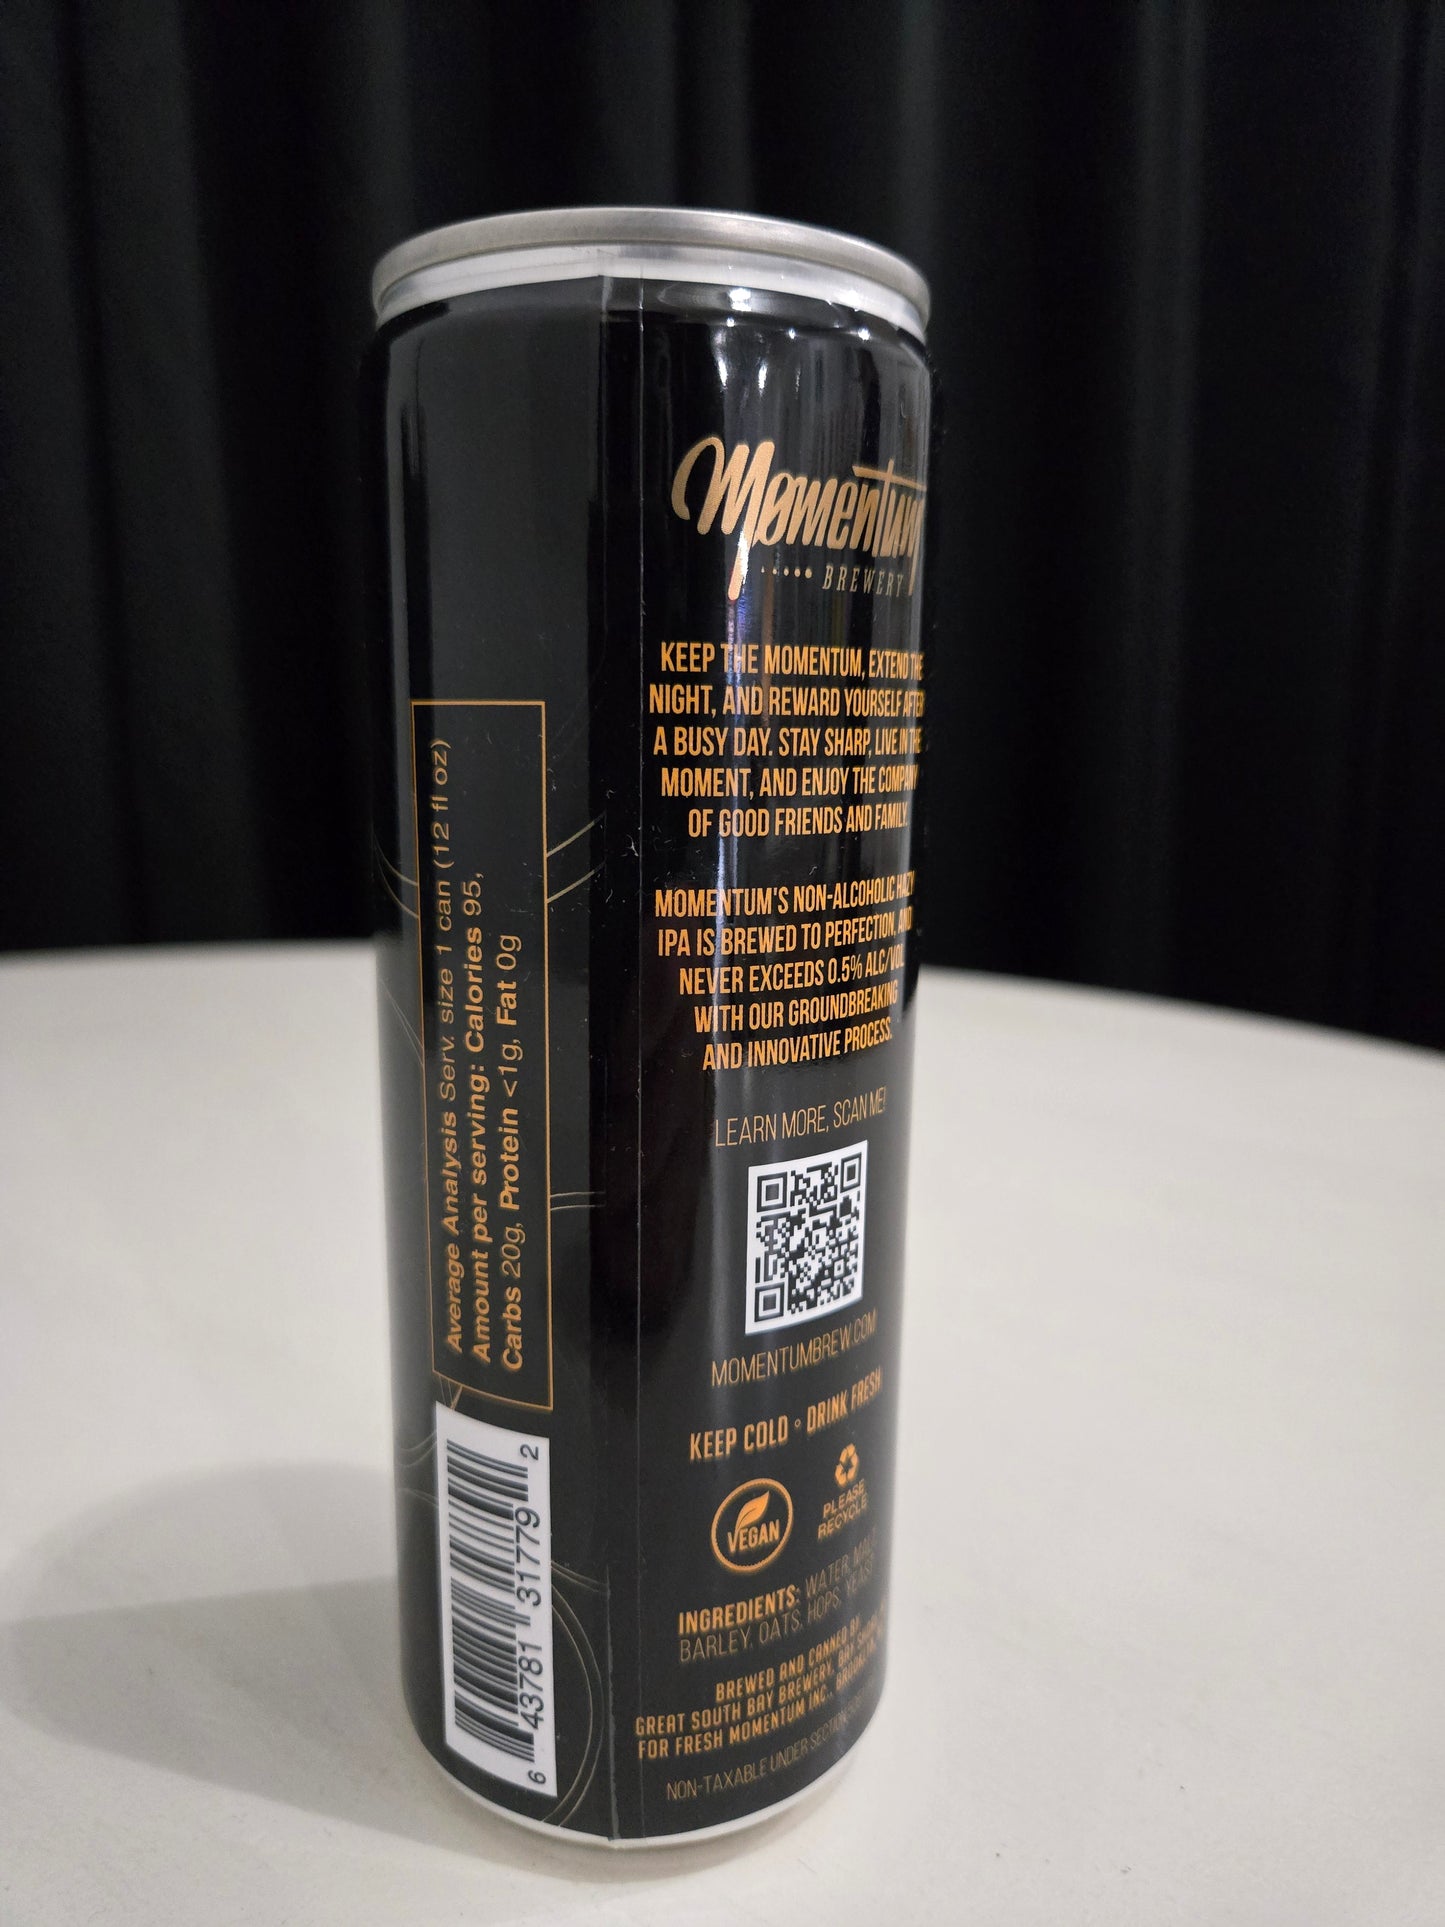 Average Analysis Serv. size 1 can (12 fl oz)
Amount per serving: Calories 95,
Carbs 20g, Protein <1g, Fat 0g
6 43781 31779 2
Momentum
BREWERY
KEEP THE MOMENTUM, EXTEND THE
NIGHT, AND REWARD YOURSELF AFTER
A BUSY DAY. STAY SHARP, LIVE IN THE
MOMENT, AND ENJOY THE COMPANY
OF GOOD FRIENDS AND FAMILY.
MOMENTUM'S NON-ALCOHOLIC HAZY
IPA IS BREWED TO PERFECTION, AND
NEVER EXCEEDS 0.5% ALC/VOL
WITH OUR GROUNDBREAKING
AND INNOVATIVE PROCESS.
LEARN MORE, SCAN ME!
MOMENTUMBREW.COM
KEEP COLD ° DRINK FRESH
VEGAN
PLEASE
RECYCLE
INGREDIENTS: WATER, MALT
BARLEY, OATS, HOPS, YEAST
BREWED AND CANNED BY
GREAT SOUTH BAY BREWERY, BAY
FOR FRESH MOMENTUM INC.,
NON-TAXABLE UNDER SECTION